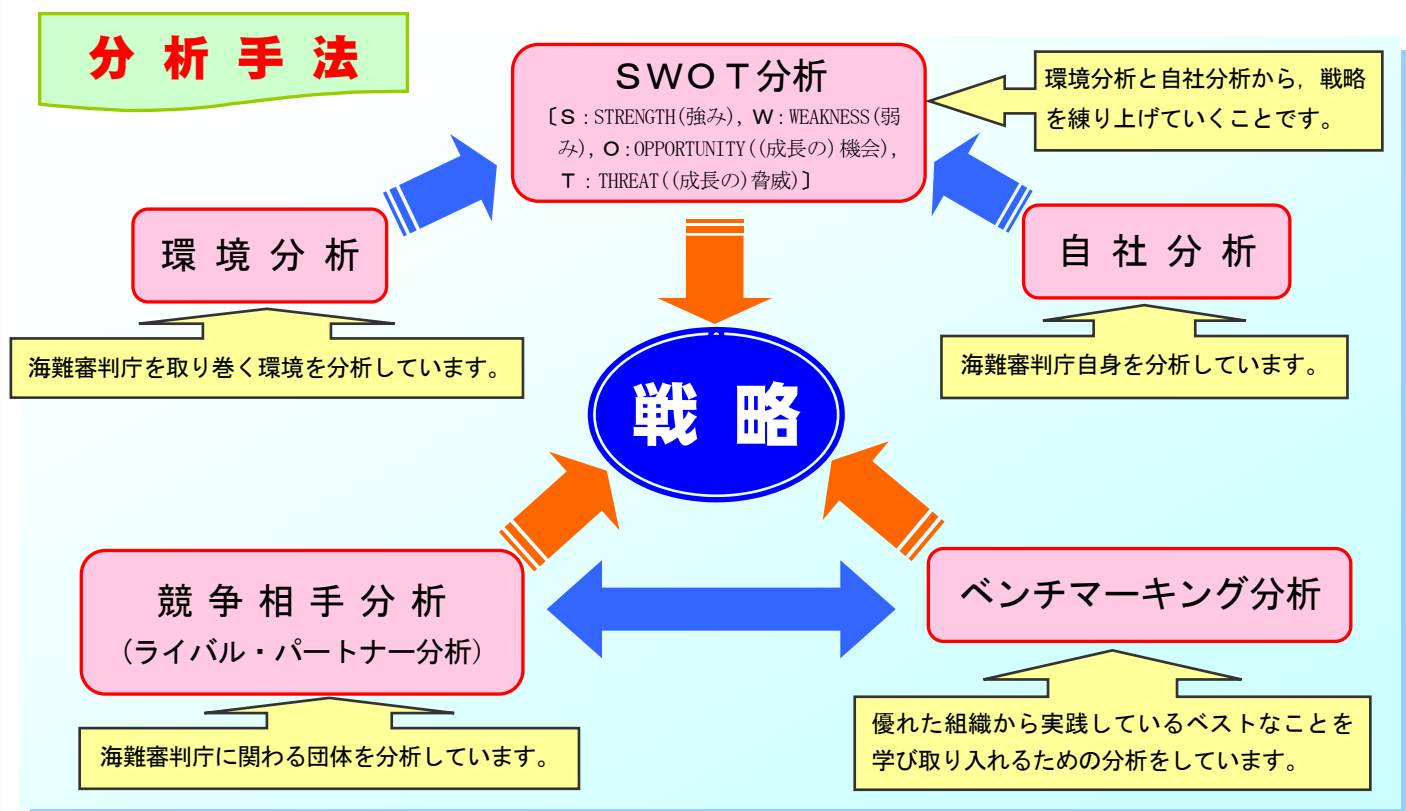 分析手法
SWOT分析
〔S:STRENGTH(強み),W:WEAKNESS(弱
み),O:OPPORTUNITY((成長の)機会),
T:THREAT((成長の)脅威)〕
環境分析と自社分析から,戦略
を練り上げていくことです。
環境分析
自社分析
海難審判庁を取り巻く環境を分析しています。
海難審判庁自身を分析しています。
戦略
競争相手分析
(ライバル・パートナー分析)
ベンチマーキング分析
海難審判庁に関わる団体を分析しています。
優れた組織から実践しているベストなことを
学び取り入れるための分析をしています。